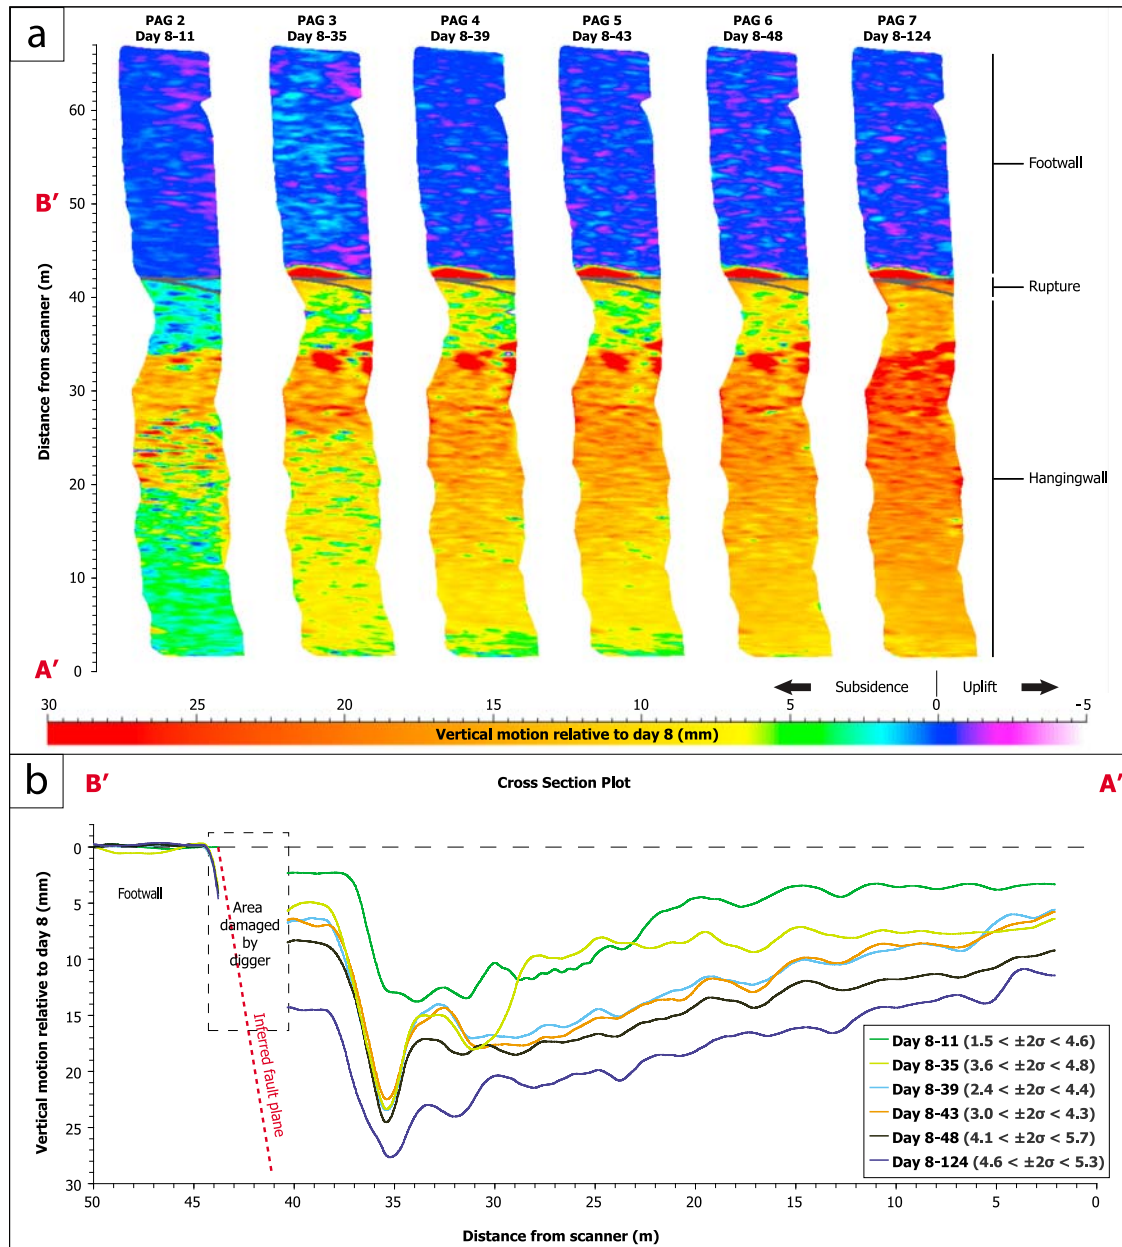 a
PAG 2
Day 8-11
PAG 3
Day 8-35
PAG 4
Day 8-39
PAG 5
Day 8-43
PAG 6
Day 8-48
PAG 7
Day 8-124
60
50
40
30
20
10
0
B′
A′
Distance from scanner (m)
Footwall
Rupture
Hangingwall
Subsidence
Uplift
30 25 20 15 10 5 0 -5
Vertical motion relative to day 8 (mm)
b
B′
Cross Section Plot
A′
0
5
10
15
20
25
30
Vertical motion relative to day 8 (mm)
Footwall
Area
damaged
by
digger
Inferred fault plane
Day 8-11 (1.5 < ±2σ < 4.6)
Day 8-35 (3.6 < ±2σ < 4.8)
Day 8-39 (2.4 < ±2σ < 4.4)
Day 8-43 (3.0 < ±2σ < 4.3)
Day 8-48 (4.1 < ±2σ < 5.7)
Day 8-124 (4.6 < ±2σ < 5.3)
50 45 40 35 30 25 20 15 10 5 0
Distance from scanner (m)